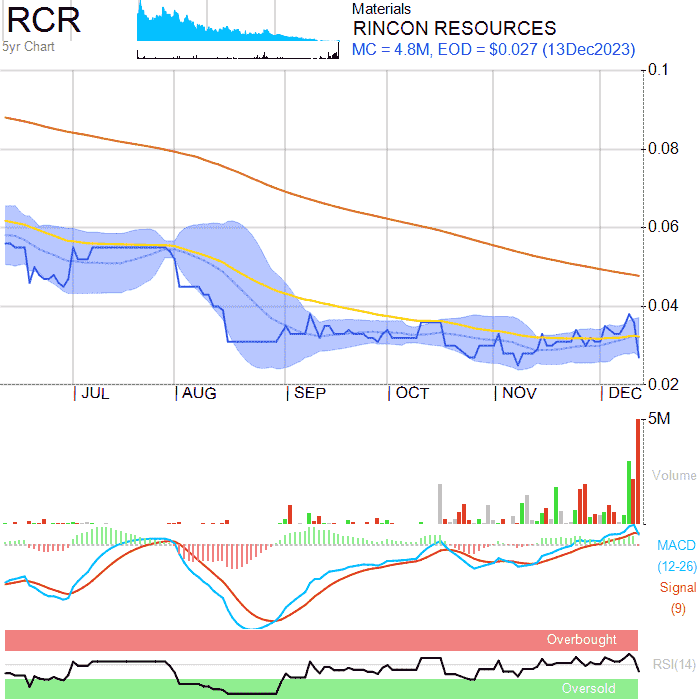 RCR
5yr Chart
Materials
RINCON RESOURCES
MC = 4.8M, EOD = $0.027 (13Dec2023)
0.1
0.08
0.06
0.04
0.02
JUL AUG SEP OCT NOV DEC
5M
Volume
MACD
(12-26)
Signal
(9)
Overbought
RSI(14)
Oversold